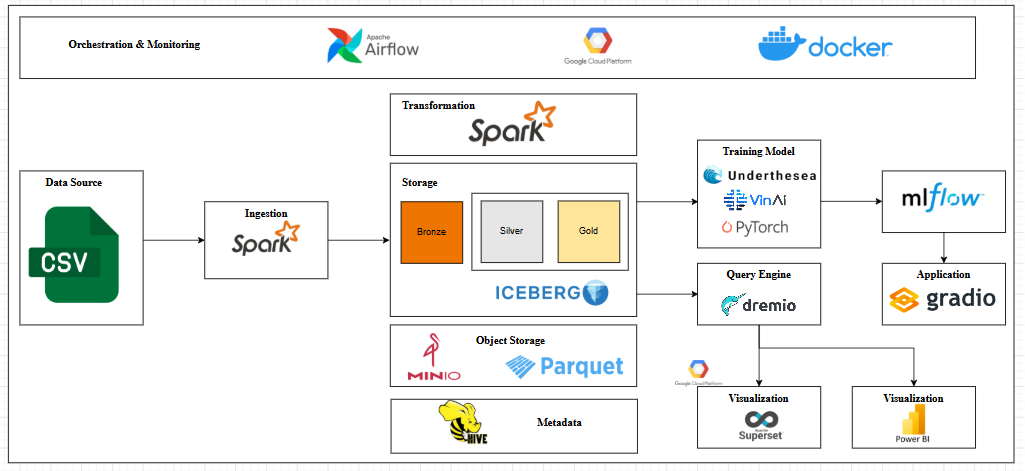 Orchestration & Monitoring
APACHE
Airflow
Google Cloud Platform
docker
Transformation
Spark
Data Source
CSV
Ingestion
Spark
Storage
Bronze
Silver
Gold
ICEBERG
Object Storage
MINIO
Parquet
HIVE
Metadata
Training Model
Underthesea
VinAi
PyTorch
mlflow
Query Engine
dremio
Application
gradio
Google Cloud Platform
Visualization
Apache
Superset
Visualization
Power BI